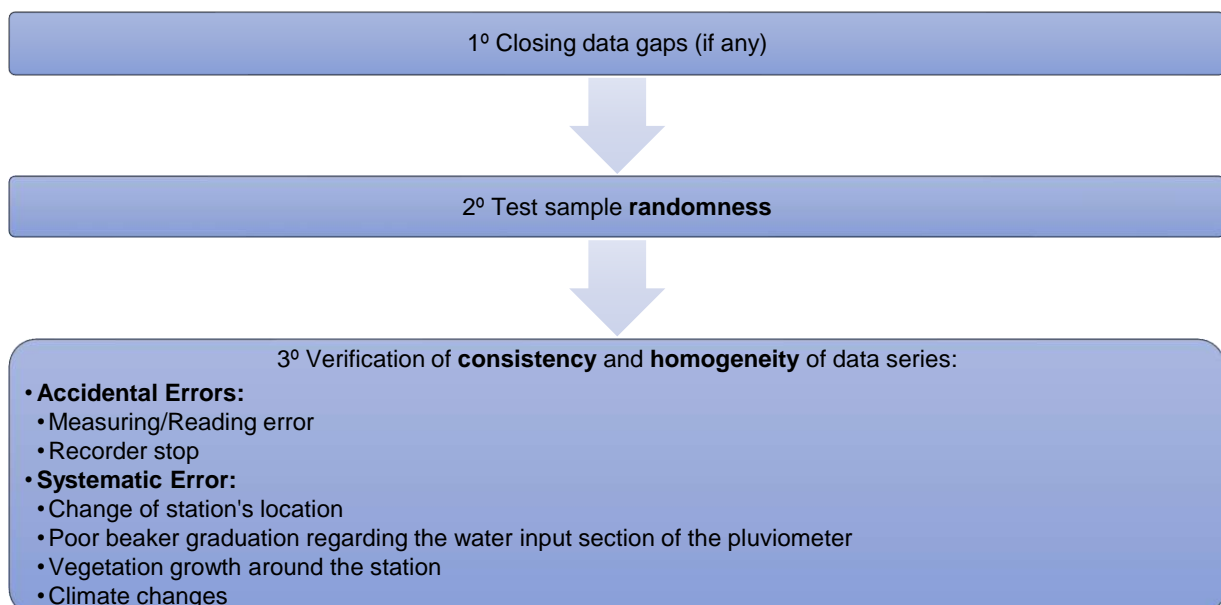 1º Closing data gaps (if any)
2º Test sample randomness
3º Verification of consistency and homogeneity of data series:
• Accidental Errors:
• Measuring/Reading error
• Recorder stop
• Systematic Error:
• Change of station's location
• Poor beaker graduation regarding the water input section of the pluviometer
• Vegetation growth around the station
• Climate changes